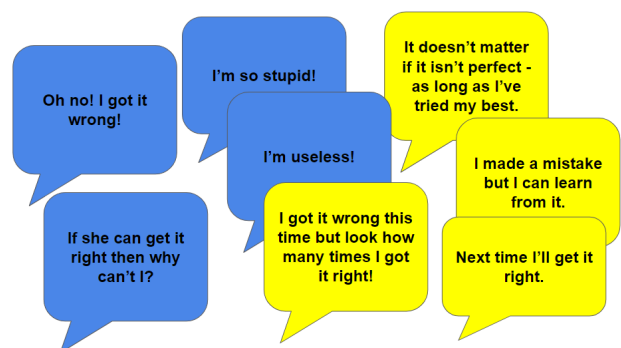 Oh no! I got it
wrong!
I'm so stupid!
I'm useless!
If she can get it
right then why
can't I?
I got it wrong this
time but look how
many times I got
it right!
It doesn't matter
if it isn't perfect -
as long as I've
tried my best.
I made a mistake
but I can learn
from it.
Next time I'll get it
right.